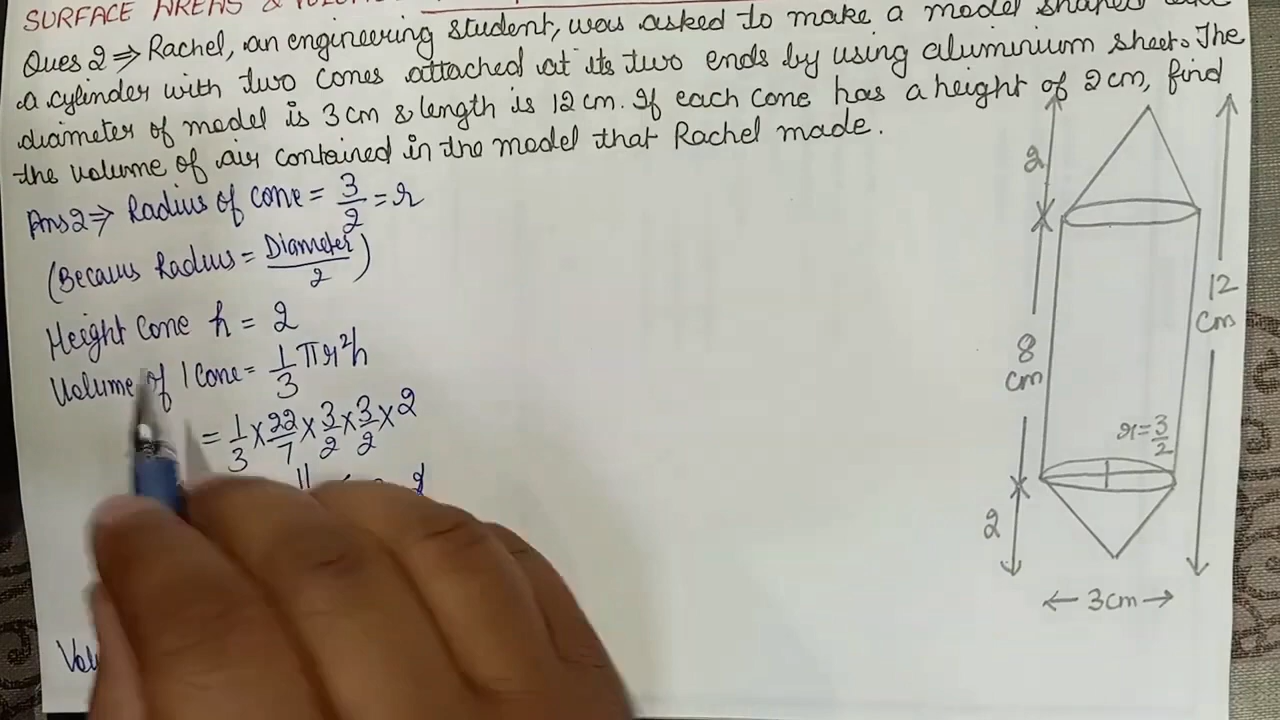 SURFACE AREAS &
Ques 2 ⇒ Rachel, an engineering student, was asked to make a model shaped
a cylinder with two cones attached at its two ends by using aluminium sheet. The
diameter of model is 3 cm & length is 12 cm. If each cone has a height of 2 cm, find
the volume of air contained in the model that Rachel made.
Ans 2 ⇒ Radius of cone = 3/2 = r
(Becaus Radius = Diameter/2)
Height Cone h = 2
Volume of 1 Cone = 1/3 πr²h
= 1/3 × 22/7 × 3/2 × 3/2 × 2
11
2
8
cm
2
r = 3/2
12
cm
3 cm